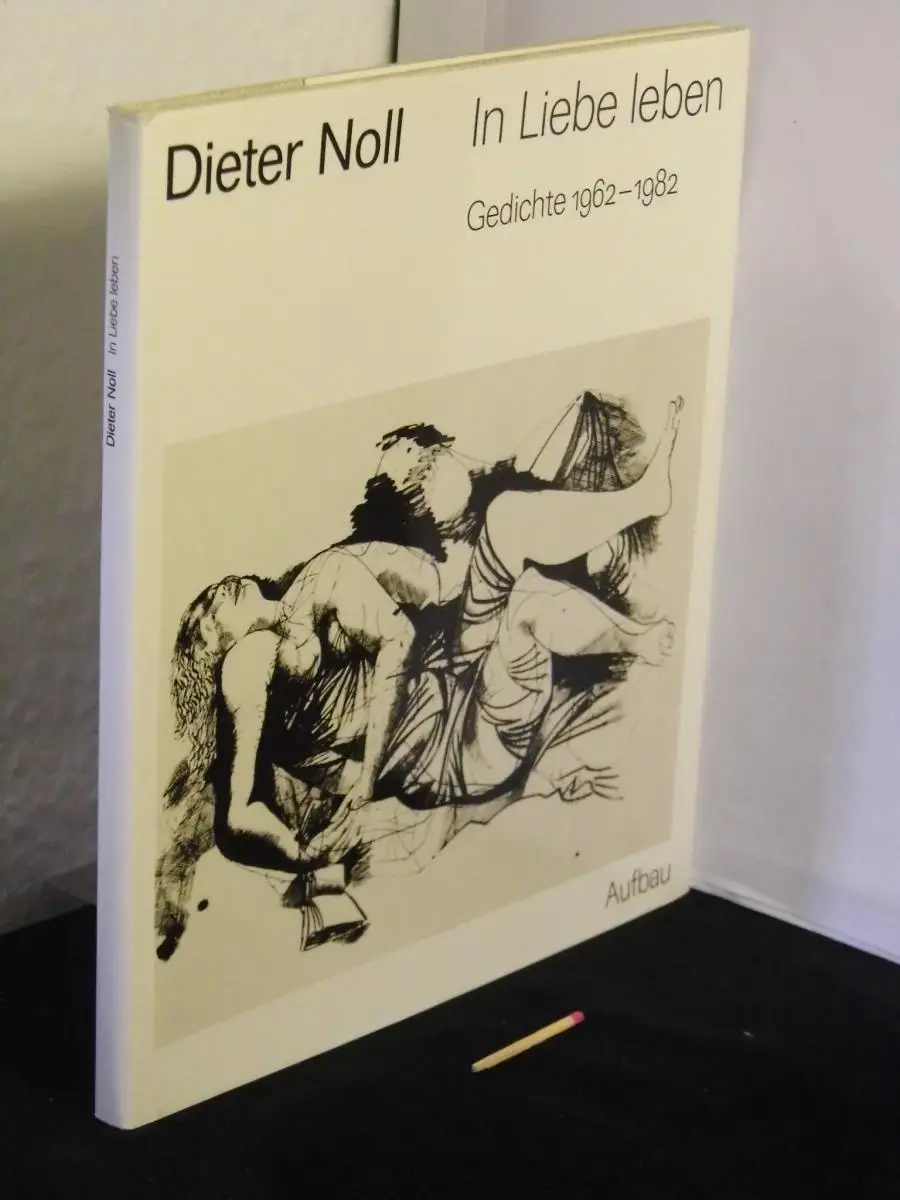 Dieter Noll
In Liebe leben
Gedichte 1962–1982
Aufbau
Dieter Noll In Liebe leben